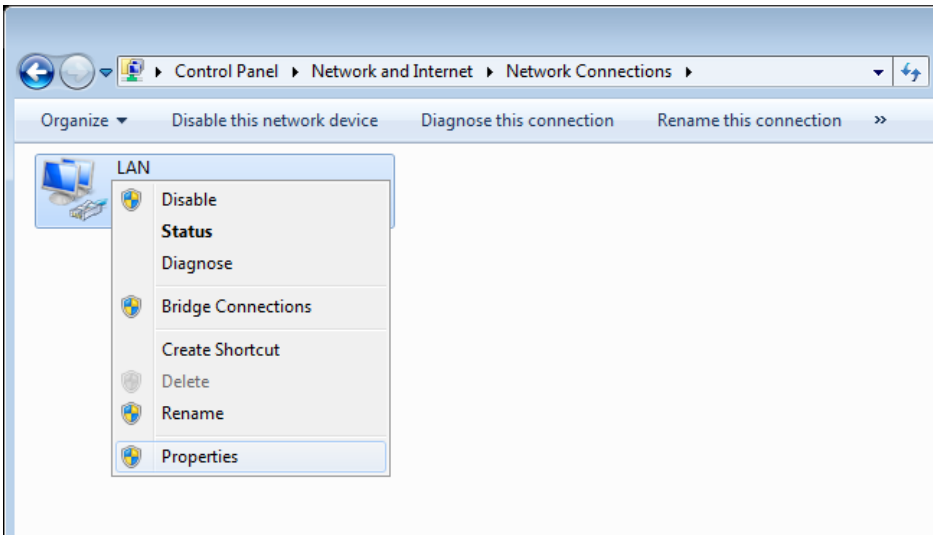 Control Panel Network and Internet Network Connections
Organize Disable this network device Diagnose this connection Rename this connection »
LAN
Disable
Status
Diagnose
Bridge Connections
Create Shortcut
Delete
Rename
Properties